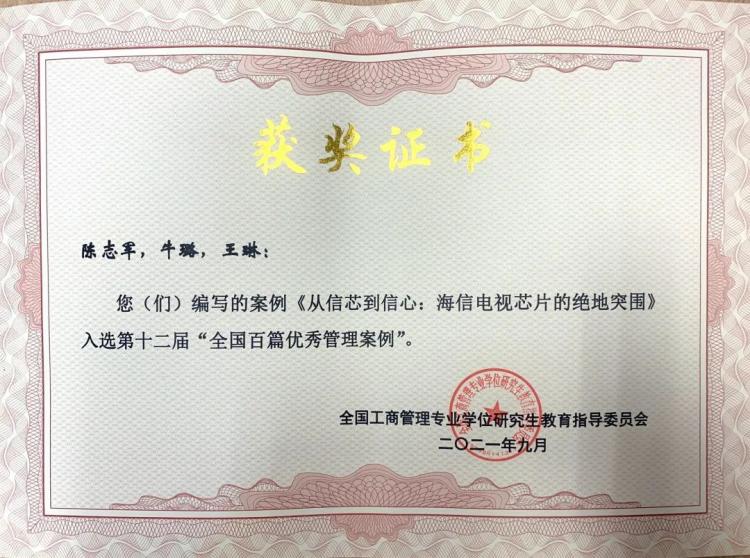 获奖证书
陈志军，牛璐，王琳：
您（们）编写的案例《从信芯到信心：海信电视芯片的绝地突围》
入选第十二届“全国百篇优秀管理案例”。
全国工商管理专业学位研究生教育指导委员会
二〇二一年九月